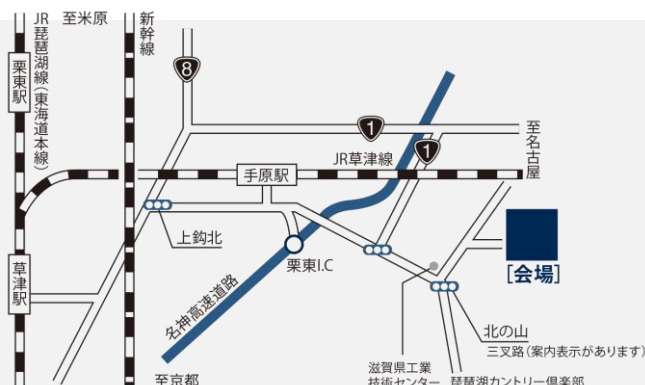 至米原
新幹線
JR琵琶湖線(東海道本線)
栗東駅
8
1
1
至名古屋
JR草津線
手原駅
上鈎北
栗東I.C
草津駅
名神高速道路
[会場]
北の山
三叉路(案内表示があります)
滋賀県工業
技術センター
琵琶湖カントリー倶楽部
至京都